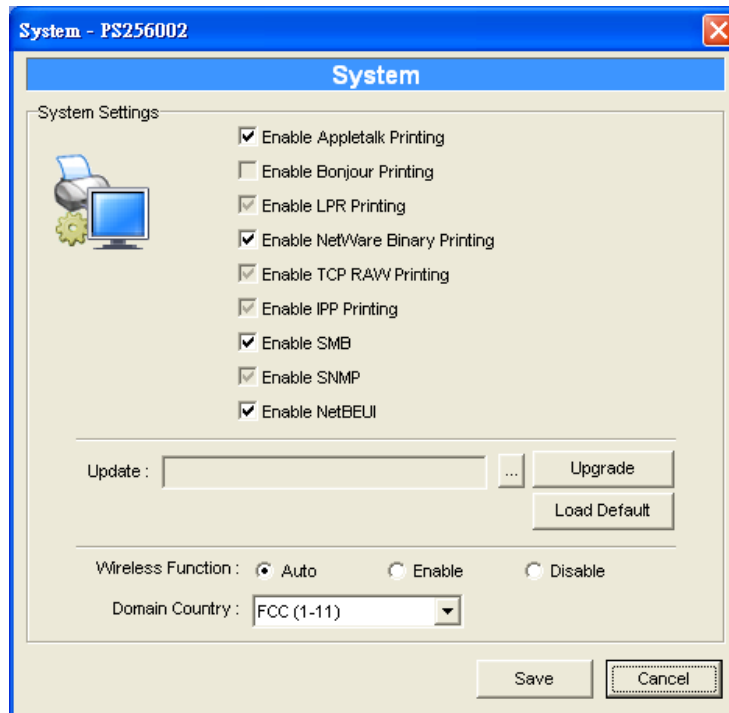 System - PS256002
System
System Settings
Enable Appletalk Printing
Enable Bonjour Printing
Enable LPR Printing
Enable NetWare Binary Printing
Enable TCP RAW Printing
Enable IPP Printing
Enable SMB
Enable SNMP
Enable NetBEUI
Update : ... Upgrade
Load Default
Wireless Function : Auto Enable Disable
Domain Country : FCC (1-11)
Save Cancel